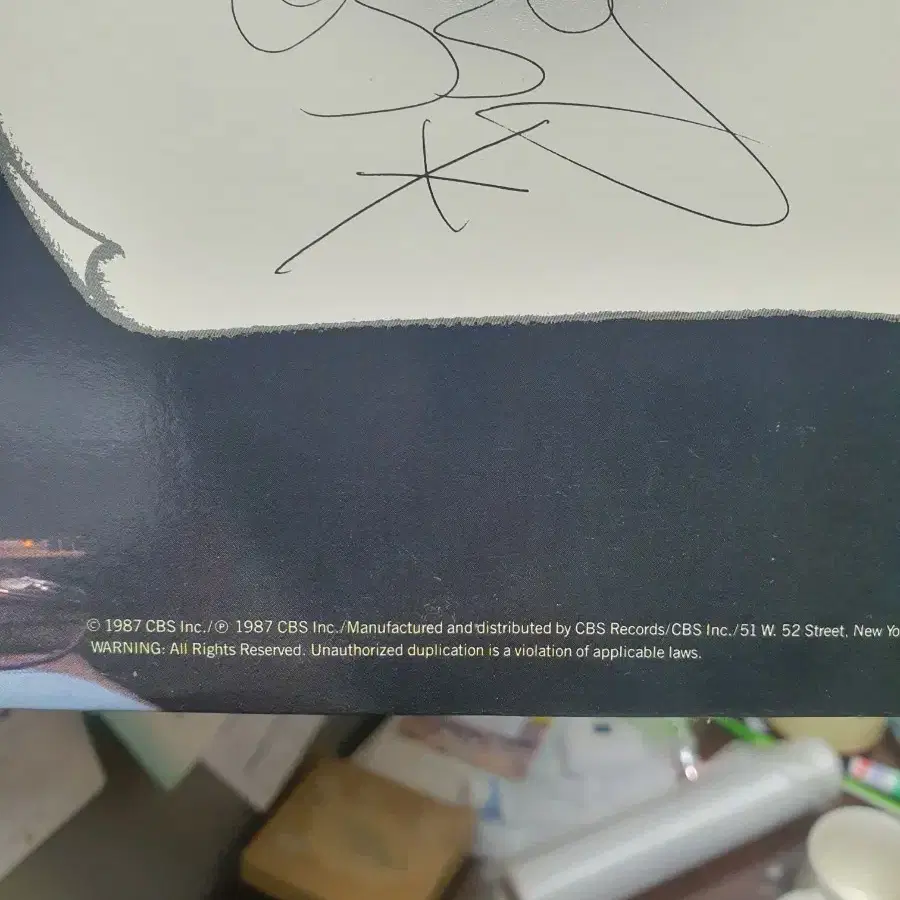 © 1987 CBS Inc./℗ 1987 CBS Inc./Manufactured and distributed by CBS Records/CBS Inc./51 W. 52 Street, New Yo
WARNING: All Rights Reserved. Unauthorized duplication is a violation of applicable laws.